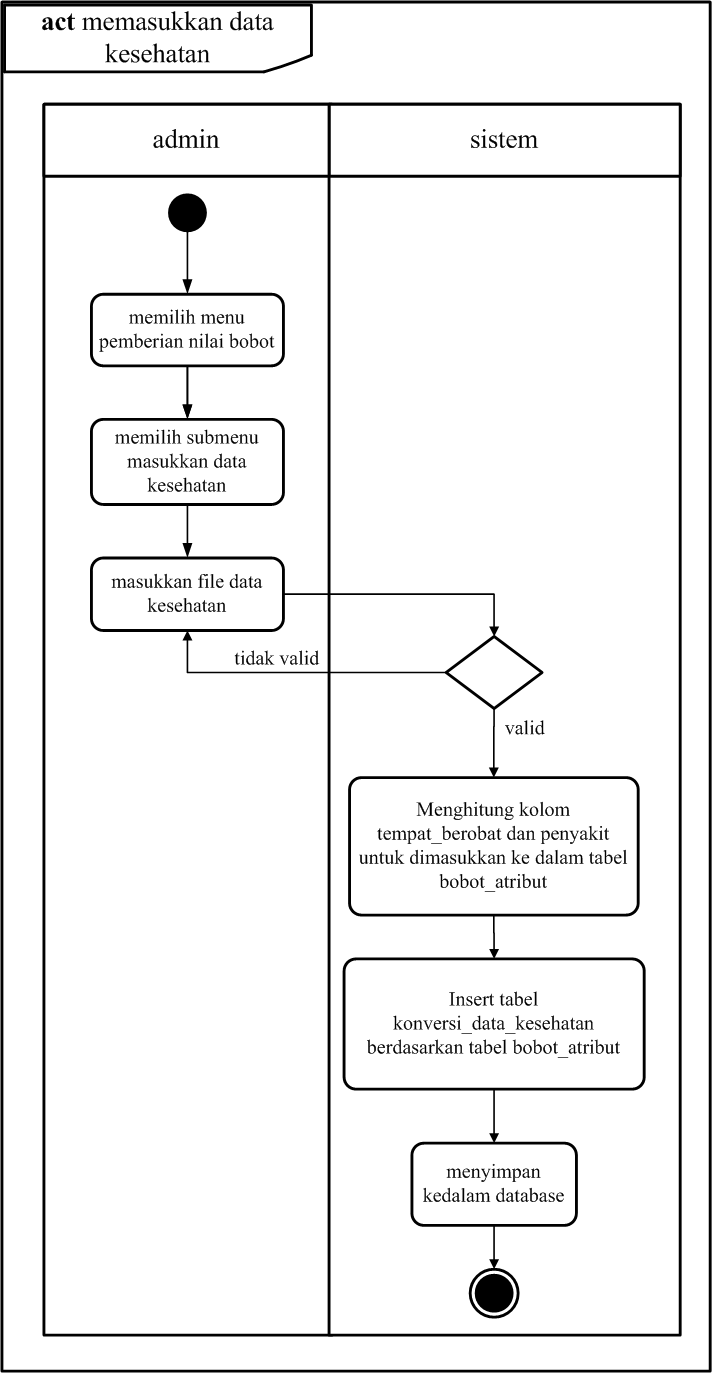 act memasukkan data
kesehatan
admin
sistem
memilih menu
pemberian nilai bobot
memilih submenu
masukkan data
kesehatan
masukkan file data
kesehatan
tidak valid
valid
Menghitung kolom
tempat_berobat dan penyakit
untuk dimasukkan ke dalam tabel
bobot_atribut
Insert tabel
konversi_data_kesehatan
berdasarkan tabel bobot_atribut
menyimpan
kedalam database